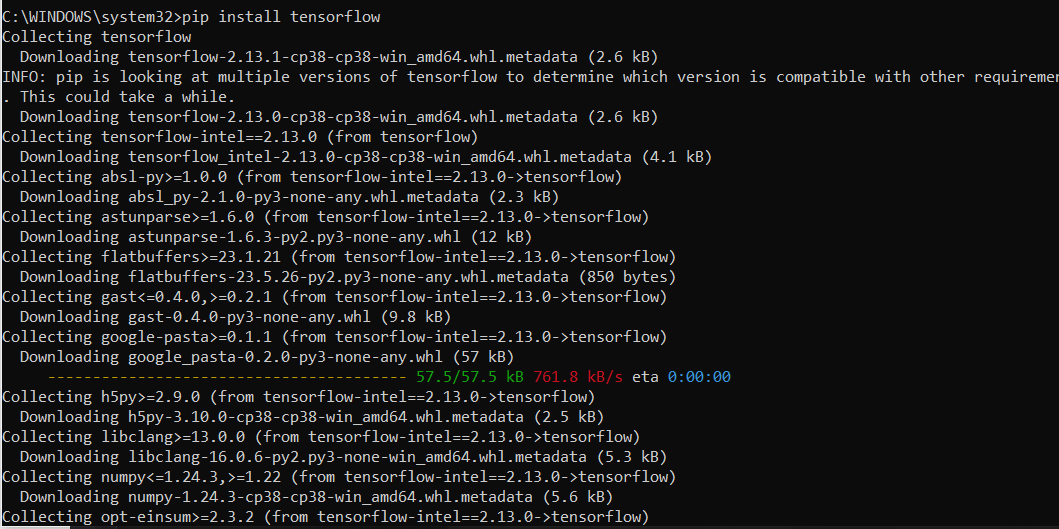 C:\WINDOWS\system32>pip install tensorflow
Collecting tensorflow
Downloading tensorflow-2.13.1-cp38-cp38-win_amd64.whl.metadata (2.6 kB)
INFO: pip is looking at multiple versions of tensorflow to determine which version is compatible with other requiremen
. This could take a while.
Downloading tensorflow-2.13.0-cp38-cp38-win_amd64.whl.metadata (2.6 kB)
Collecting tensorflow-intel==2.13.0 (from tensorflow)
Downloading tensorflow_intel-2.13.0-cp38-cp38-win_amd64.whl.metadata (4.1 kB)
Collecting absl-py>=1.0.0 (from tensorflow-intel==2.13.0->tensorflow)
Downloading absl_py-2.1.0-py3-none-any.whl.metadata (2.3 kB)
Collecting astunparse>=1.6.0 (from tensorflow-intel==2.13.0->tensorflow)
Downloading astunparse-1.6.3-py2.py3-none-any.whl (12 kB)
Collecting flatbuffers>=23.1.21 (from tensorflow-intel==2.13.0->tensorflow)
Downloading flatbuffers-23.5.26-py2.py3-none-any.whl.metadata (850 bytes)
Collecting gast<=0.4.0,>=0.2.1 (from tensorflow-intel==2.13.0->tensorflow)
Downloading gast-0.4.0-py3-none-any.whl (9.8 kB)
Collecting google-pasta>=0.1.1 (from tensorflow-intel==2.13.0->tensorflow)
Downloading google_pasta-0.2.0-py3-none-any.whl (57 kB)
---------------------------------------- 57.5/57.5 kB 761.8 kB/s eta 0:00:00
Collecting h5py>=2.9.0 (from tensorflow-intel==2.13.0->tensorflow)
Downloading h5py-3.10.0-cp38-cp38-win_amd64.whl.metadata (2.5 kB)
Collecting libclang>=13.0.0 (from tensorflow-intel==2.13.0->tensorflow)
Downloading libclang-16.0.6-py2.py3-none-win_amd64.whl.metadata (5.3 kB)
Collecting numpy<=1.24.3,>=1.22 (from tensorflow-intel==2.13.0->tensorflow)
Downloading numpy-1.24.3-cp38-cp38-win_amd64.whl.metadata (5.6 kB)
Collecting opt-einsum>=2.3.2 (from tensorflow-intel==2.13.0->tensorflow)